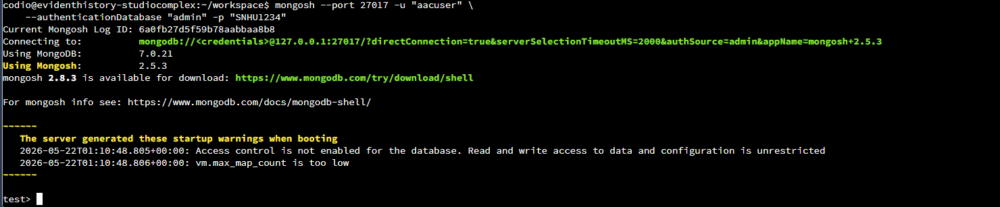 codio@evidenthistory-studiocomplex:~/workspace$ mongosh --port 27017 -u "aacuser" \
    --authenticationDatabase "admin" -p "SNHU1234"
Current Mongosh Log ID: 6a0fb27d5f59b78aabbaa8b8
Connecting to:          mongodb://<credentials>@127.0.0.1:27017/?directConnection=true&serverSelectionTimeoutMS=2000&authSource=admin&appName=mongosh+2.5.3
Using MongoDB:          7.0.21
Using Mongosh:          2.5.3
mongosh 2.8.3 is available for download: https://www.mongodb.com/try/download/shell

For mongosh info see: https://www.mongodb.com/docs/mongodb-shell/

------
   The server generated these startup warnings when booting
   2026-05-22T01:10:48.805+00:00: Access control is not enabled for the database. Read and write access to data and configuration is unrestricted
   2026-05-22T01:10:48.806+00:00: vm.max_map_count is too low
------

test>